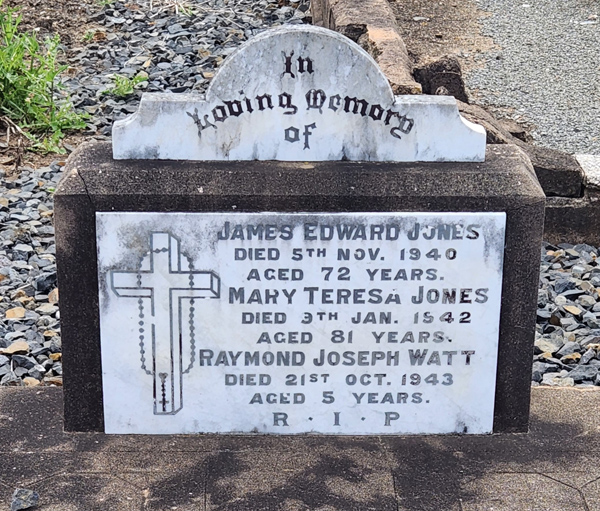 In
Loving Memory
of
JAMES EDWARD JONES
DIED 5TH NOV. 1940
AGED 72 YEARS.
MARY TERESA JONES
DIED 9TH JAN. 1942
AGED 81 YEARS.
RAYMOND JOSEPH WATT
DIED 21ST OCT. 1943
AGED 5 YEARS.
R · I · P